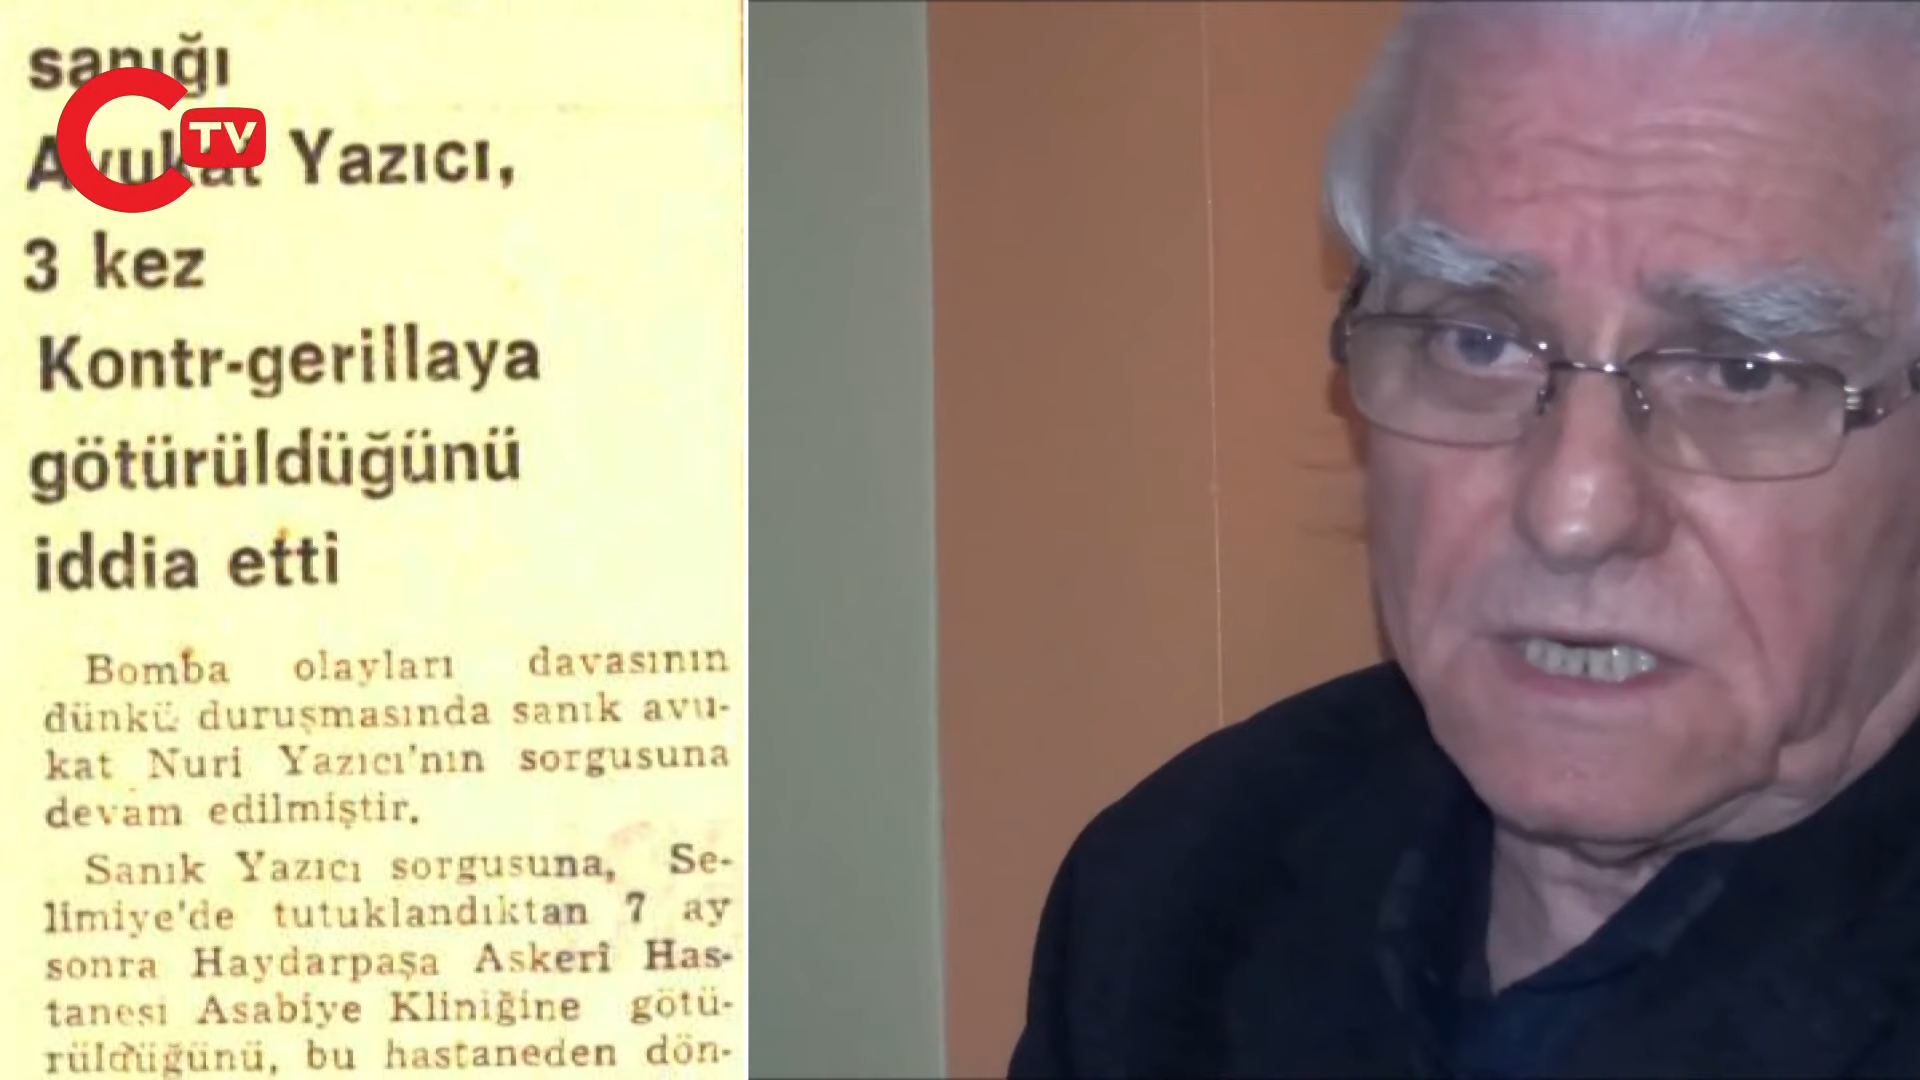 sanığı
CTV
Avukat Yazıcı,
3 kez
Kontr-gerillaya
götürüldüğünü
iddia etti
Bomba olayları davasının
dünkü duruşmasında sanık avu-
kat Nuri Yazıcı'nın sorgusuna
devam edilmiştir.
Sanık Yazıcı sorgusuna, Se-
limiye'de tutuklandıktan 7 ay
sonra Haydarpaşa Askerî Has-
tanesi Asabiye Kliniğine götü-
rüldüğünü, bu hastaneden dön-